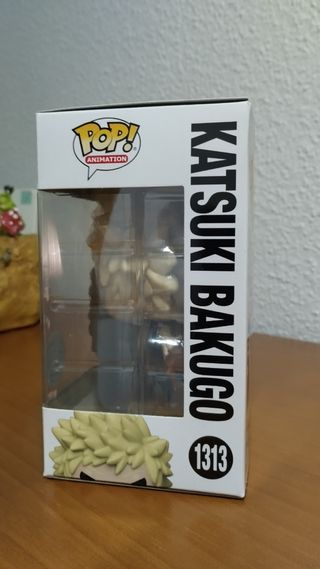 POP!
ANIMATION
KATSUKI BAKUGO
1313